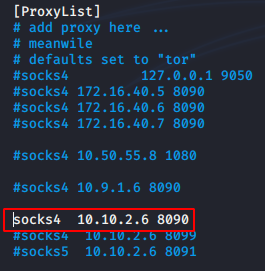 [ProxyList]
# add proxy here ...
# meanwile
# defaults set to "tor"
#socks4 127.0.0.1 9050
#socks4 172.16.40.5 8090
#socks4 172.16.40.6 8090
#socks4 172.16.40.7 8090
#socks4 10.50.55.8 1080
#socks4 10.9.1.6 8090
socks4 10.10.2.6 8090
#socks4 10.10.2.6 8099
#socks5 10.10.2.6 8091